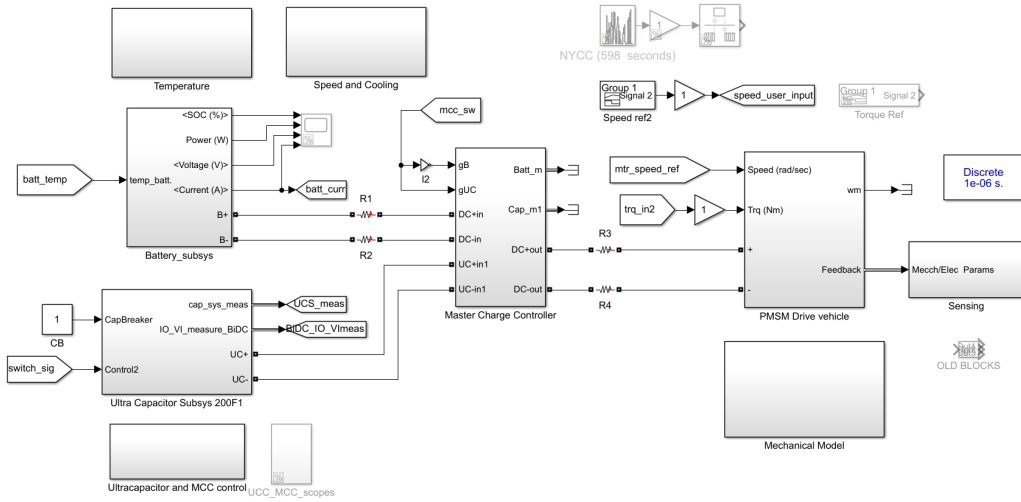 NYCC (598 seconds)
1
Temperature
Speed and Cooling
Group 1
Signal 2
1
speed_user_input
Speed ref2
Group 1
Signal 2
Torque Ref
<SOC (%)>
Power (W)
<Voltage (V)>
<Current (A)>
B+
B-
temp_batt.
batt_temp
batt_curr
Battery_subsys
R1
R2
mcc_sw
I2
gB
gUC
DC+in
DC-in
UC+in1
UC-in1
Batt_m
Cap_m1
DC+out
DC-out
Master Charge Controller
R3
R4
mtr_speed_ref
trq_in2
1
Speed (rad/sec)
Trq (Nm)
+
-
wm
Feedback
PMSM Drive vehicle
Discrete
1e-06 s.
Mecch/Elec Params
Sensing
OLD BLOCKS
1
CB
switch_sig
CapBreaker
Control2
cap_sys_meas
IO_VI_measure_BiDC
UC+
UC-
UCS_meas
BiDC_IO_VImeas
Ultra Capacitor Subsys 200F1
Ultracapacitor and MCC control
UCC_MCC_scopes
Mechanical Model